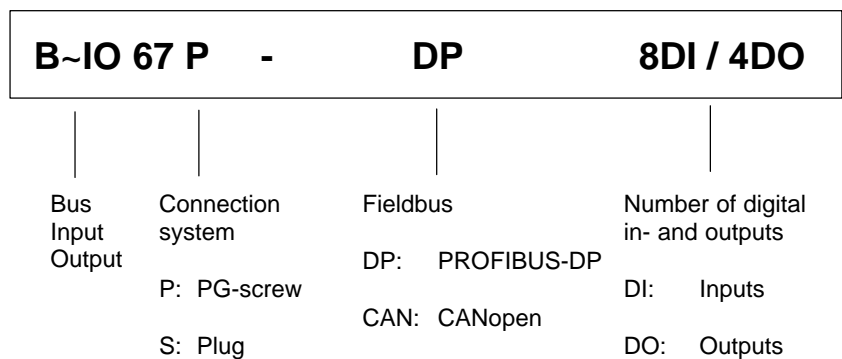 B~IO 67 P - DP 8DI / 4DO
Bus
Input
Output
Connection
system
P: PG-screw
S: Plug
Fieldbus
DP: PROFIBUS-DP
CAN: CANopen
Number of digital
in- and outputs
DI: Inputs
DO: Outputs